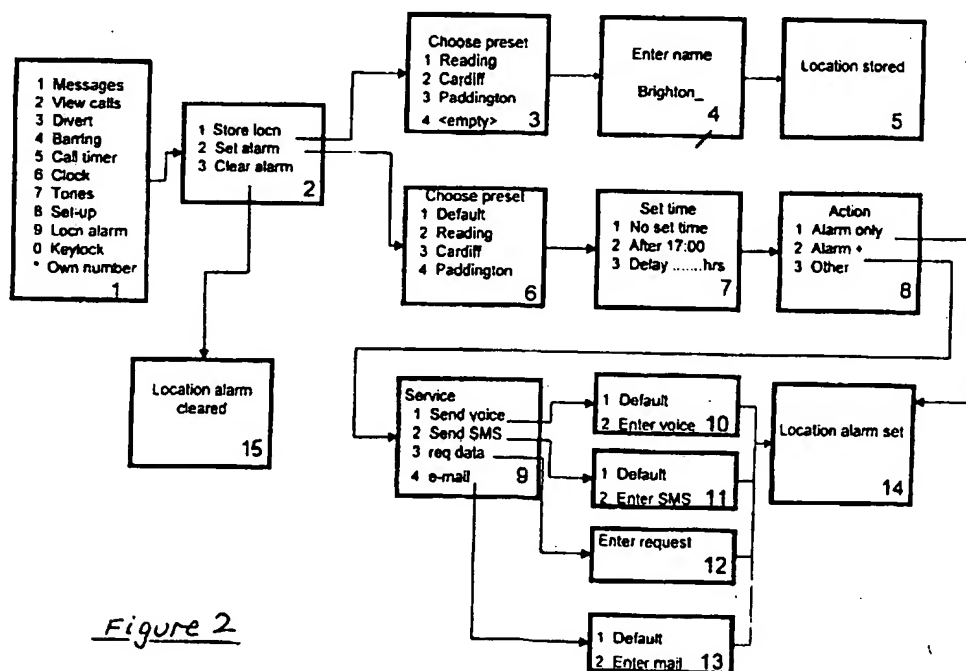 1 Messages
2 View calls
3 Divert
4 Barring
5 Call timer
6 Clock
7 Tones
8 Set-up
9 Locn alarm
0 Keylock
* Own number
1
1 Store locn
2 Set alarm
3 Clear alarm
2
Choose preset
1 Reading
2 Cardiff
3 Paddington
4 <empty>
3
Enter name
Brighton_
4
Location stored
5
Choose preset
1 Default
2 Reading
3 Cardiff
4 Paddington
6
Set time
1 No set time
2 After 17:00
3 Delay .......hrs
7
Action
1 Alarm only
2 Alarm +
3 Other
8
Location alarm
cleared
15
Service
1 Send voice
2 Send SMS
3 req data
4 e-mail
9
1 Default
2 Enter voice 10
1 Default
2 Enter SMS 11
Enter request
12
1 Default
2 Enter mail 13
Location alarm set
14
Figure 2